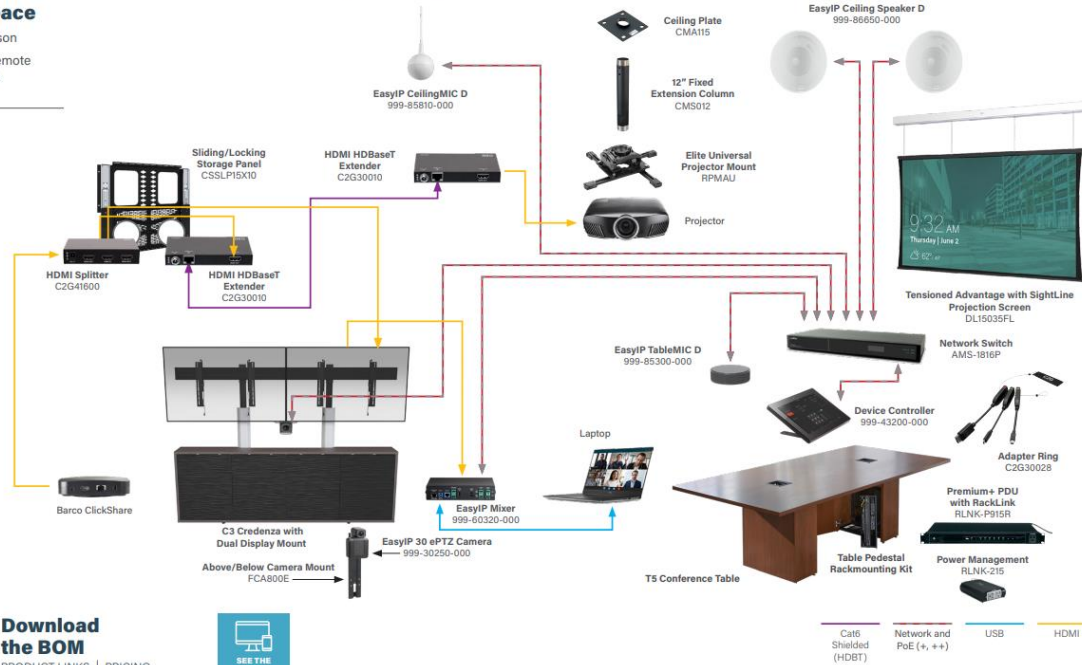 ace
son
emote
EasyIP CeilingMIC D
999-85810-000
Ceiling Plate
CMA115
12" Fixed
Extension Column
CMS012
Elite Universal
Projector Mount
RPMAU
Projector
EasyIP Ceiling Speaker D
999-86650-000
Sliding/Locking
Storage Panel
CSSLP15X10
HDMI HDBaseT
Extender
C2G30010
HDMI Splitter
C2G41600
HDMI HDBaseT
Extender
C2G30010
9:32 AM
Thursday | June 2
62°
Tensioned Advantage with SightLine
Projection Screen
DL15035FL
Network Switch
AMS-1816P
EasyIP TableMIC D
999-85300-000
Device Controller
999-43200-000
Adapter Ring
C2G30028
Laptop
Barco ClickShare
C3 Credenza with
Dual Display Mount
EasyIP Mixer
999-60320-000
EasyIP 30 ePTZ Camera
999-30250-000
Above/Below Camera Mount
FCA800E
T5 Conference Table
Table Pedestal
Rackmounting Kit
Premium+ PDU
with RackLink
RLNK-P915R
Power Management
RLNK-215
Download
the BOM
PRODUCT LINKS | PRICING
SEE THE
Cat6
Shielded
(HDBT)
Network and
PoE (+, ++)
USB
HDMI